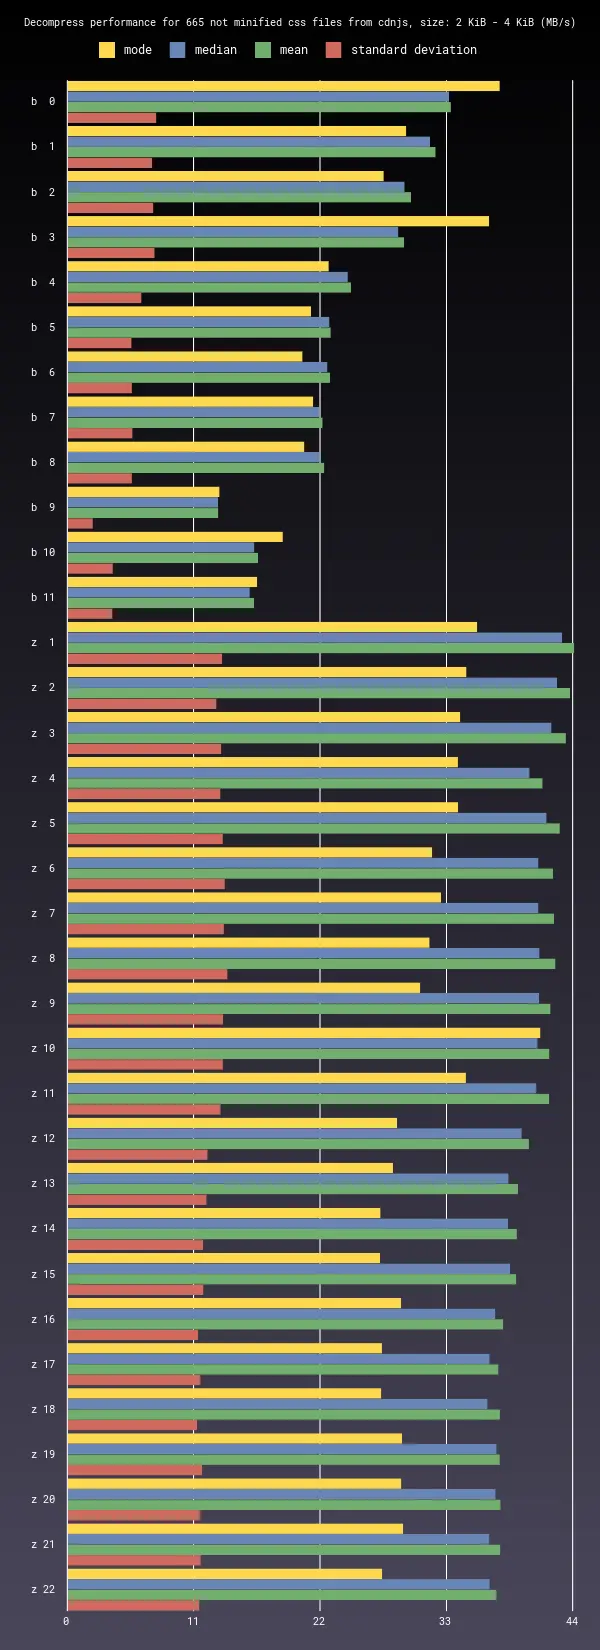 Decompress performance for 665 not minified css files from cdnjs, size: 2 KiB - 4 KiB (MB/s)
mode median mean standard deviation
b 0
b 1
b 2
b 3
b 4
b 5
b 6
b 7
b 8
b 9
b 10
b 11
z 1
z 2
z 3
z 4
z 5
z 6
z 7
z 8
z 9
z 10
z 11
z 12
z 13
z 14
z 15
z 16
z 17
z 18
z 19
z 20
z 21
z 22
0 11 22 33 44